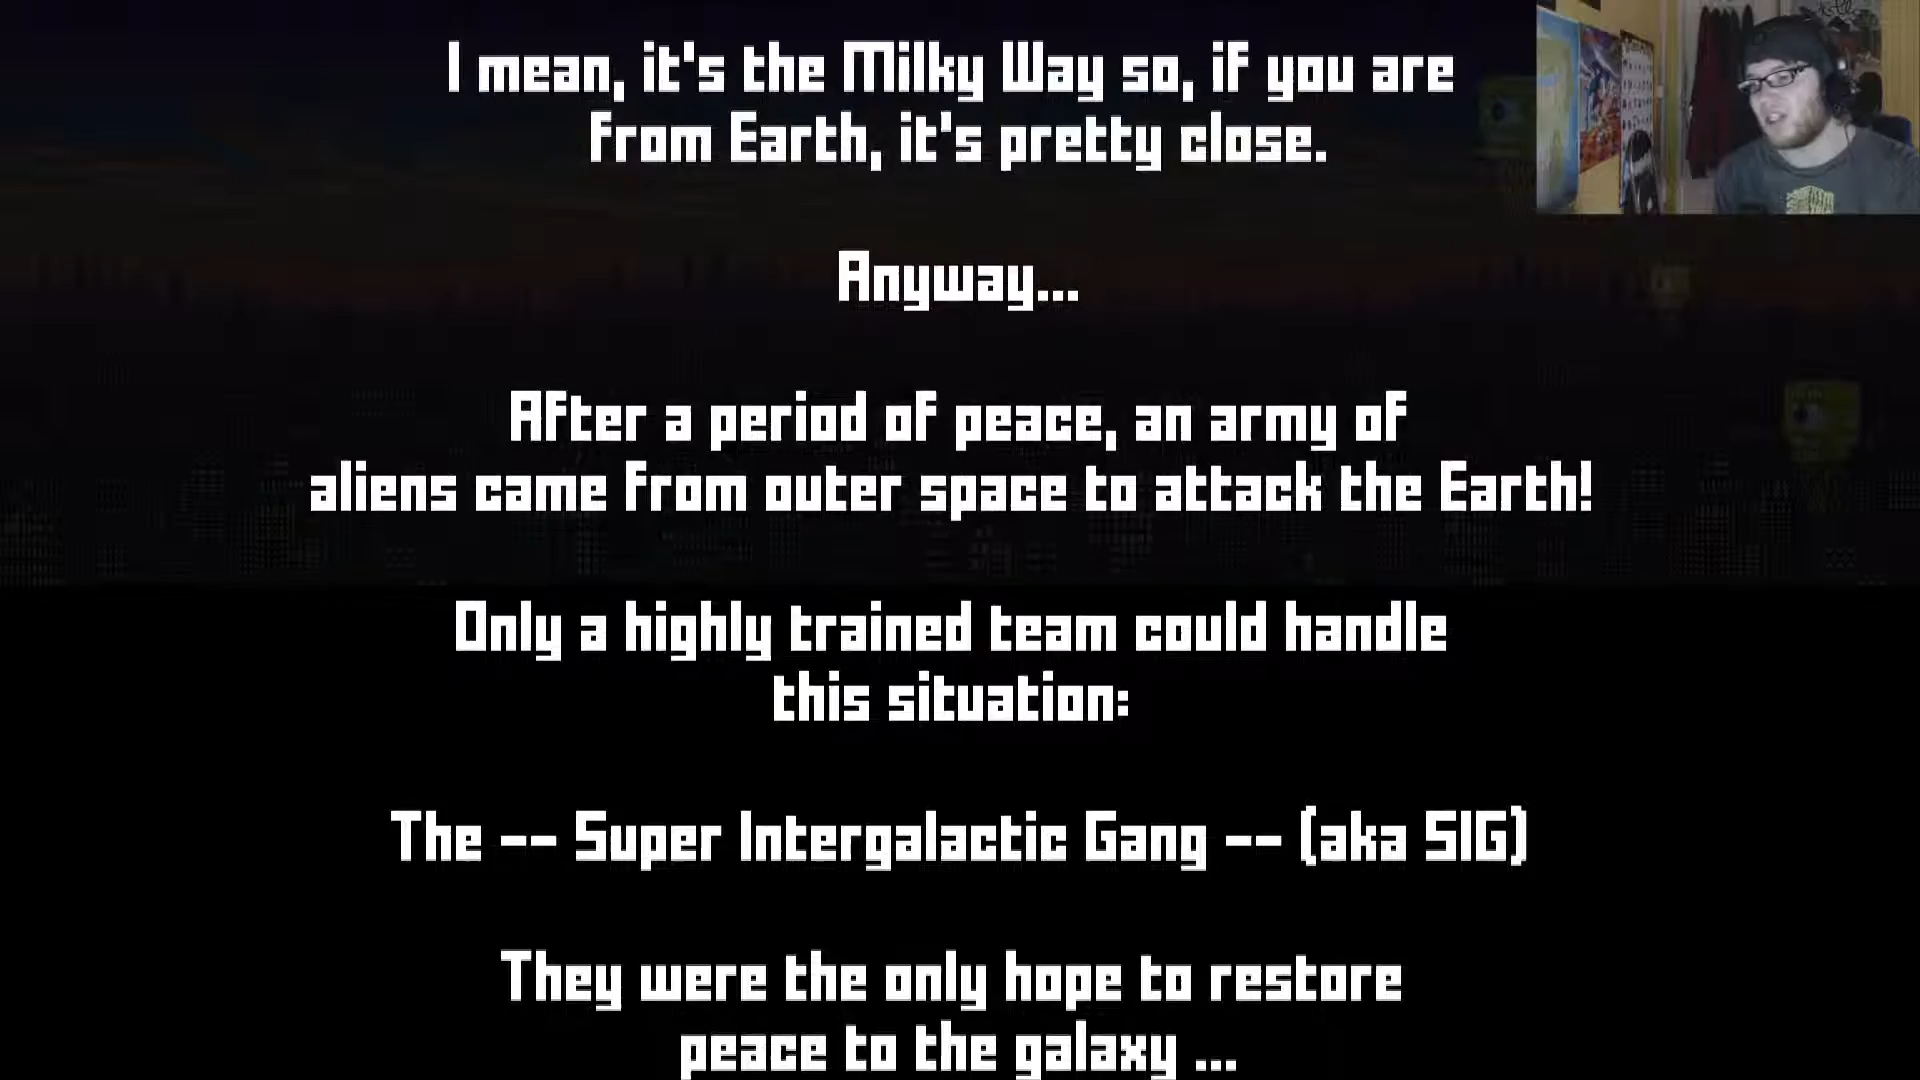 I mean, it's the Milky Way so, if you are
from Earth, it's pretty close.
Anyway...
After a period of peace, an army of
aliens came from outer space to attack the Earth!
Only a highly trained team could handle
this situation:
The -- Super Intergalactic Gang -- (aka SIG)
They were the only hope to restore
peace to the galaxy ...